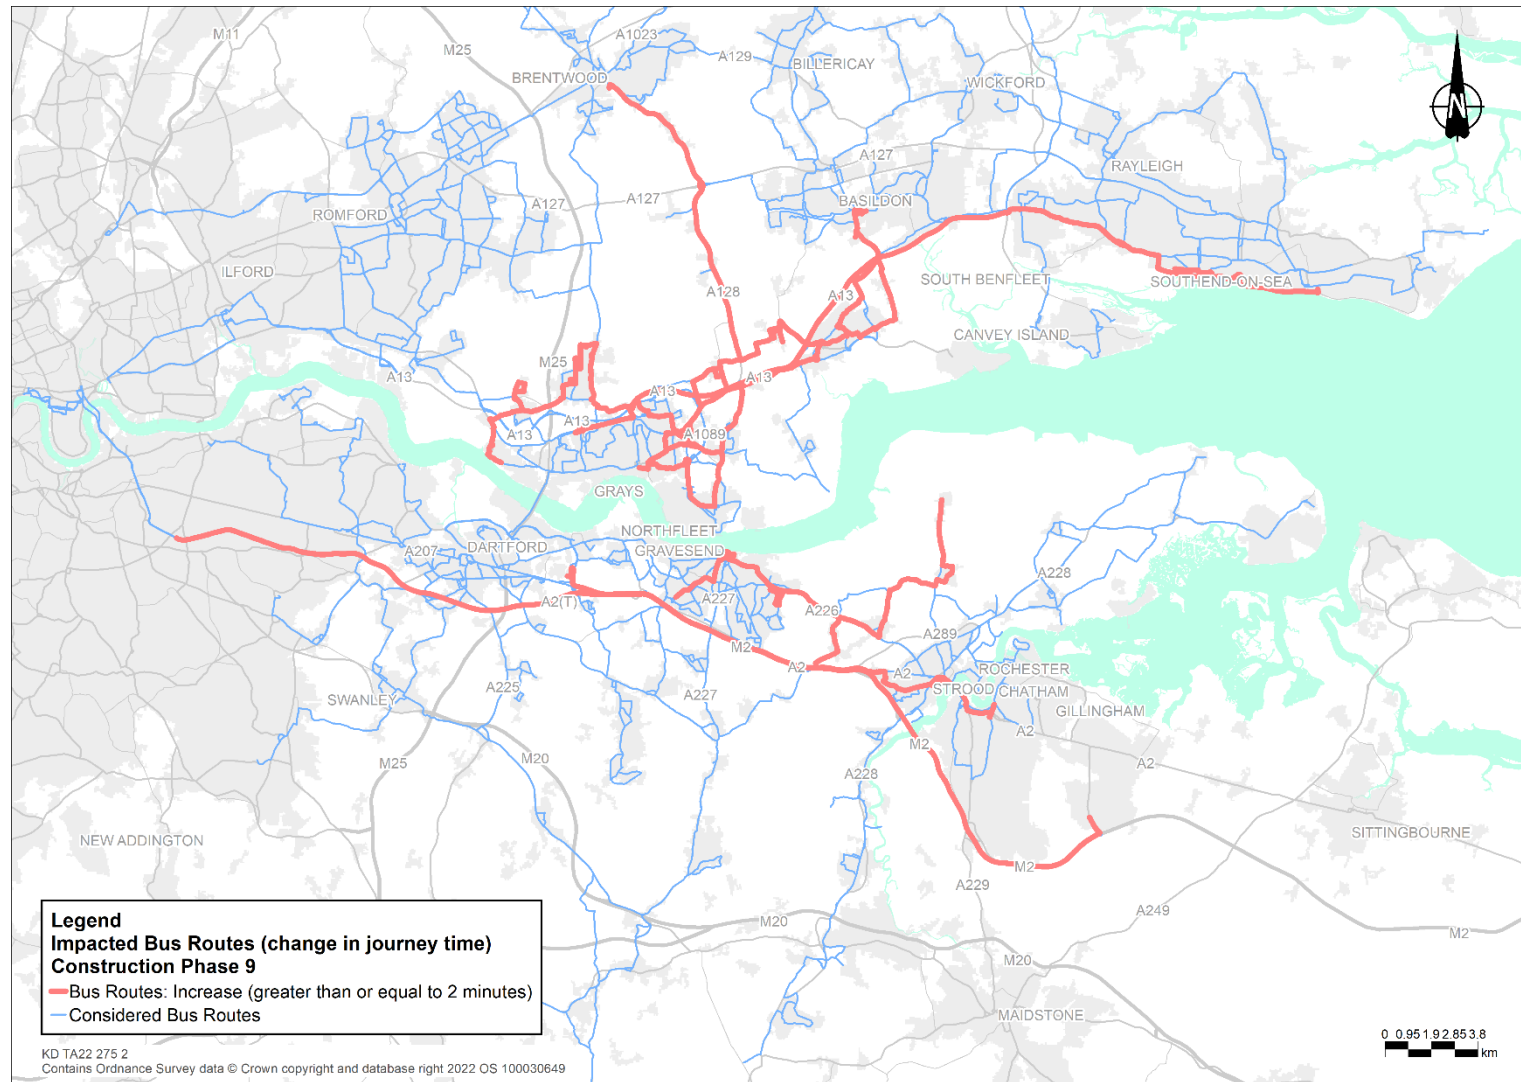 M11
A1023
M25
A129
BILLERICAY
BRENTWOOD
WICKFORD
N
A127
RAYLEIGH
A127
A127
BASILDON
ROMFORD
ILFORD
SOUTH BENFLEET
SOUTHEND-ON-SEA
A128
A13
CANVEY ISLAND
M25
A13
A13
A13
A13
A13
A1089
GRAYS
NORTHFLEET
A207
DARTFORD
GRAVESEND
A228
A2(T)
A227
A226
A289
M2
A2
A2
ROCHESTER
SWANLEY
A225
A227
STROOD
CHATHAM
GILLINGHAM
A2
M25
M20
M2
A2
A228
NEW ADDINGTON
SITTINGBOURNE
M2
A229
A249
M20
M2
M20
MAIDSTONE
Legend
Impacted Bus Routes (change in journey time)
Construction Phase 9
Bus Routes: Increase (greater than or equal to 2 minutes)
Considered Bus Routes
0 0.95 1.9 2.85 3.8
km
KD TA22 275 2
Contains Ordnance Survey data © Crown copyright and database right 2022 OS 100030649